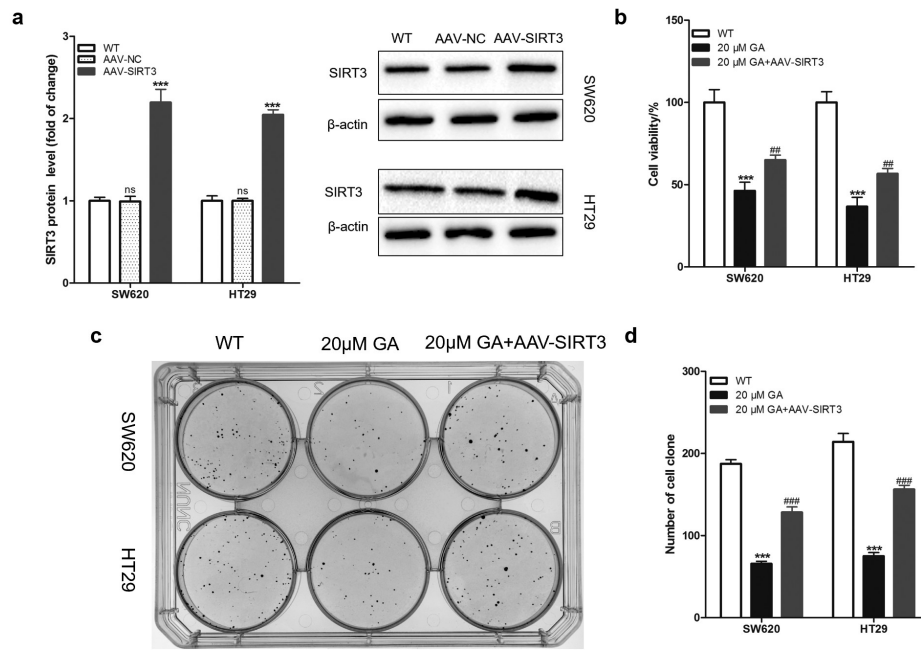 a
WT
AAV-NC
AAV-SIRT3
SIRT3 protein level (fold of change)
3
2
1
0
ns
***
ns
***
SW620
HT29
WT AAV-NC AAV-SIRT3
SIRT3
β-actin
SW620
SIRT3
β-actin
HT29
b
WT
20 μM GA
20 μM GA+AAV-SIRT3
Cell viability/%
150
100
50
0
***
##
***
##
SW620
HT29
c
WT 20μM GA 20μM GA+AAV-SIRT3
SW620
HT29
2
1
A
B
NUNC
d
WT
20 μM GA
20 μM GA+AAV-SIRT3
Number of cell clone
300
200
100
0
***
###
***
###
SW620
HT29